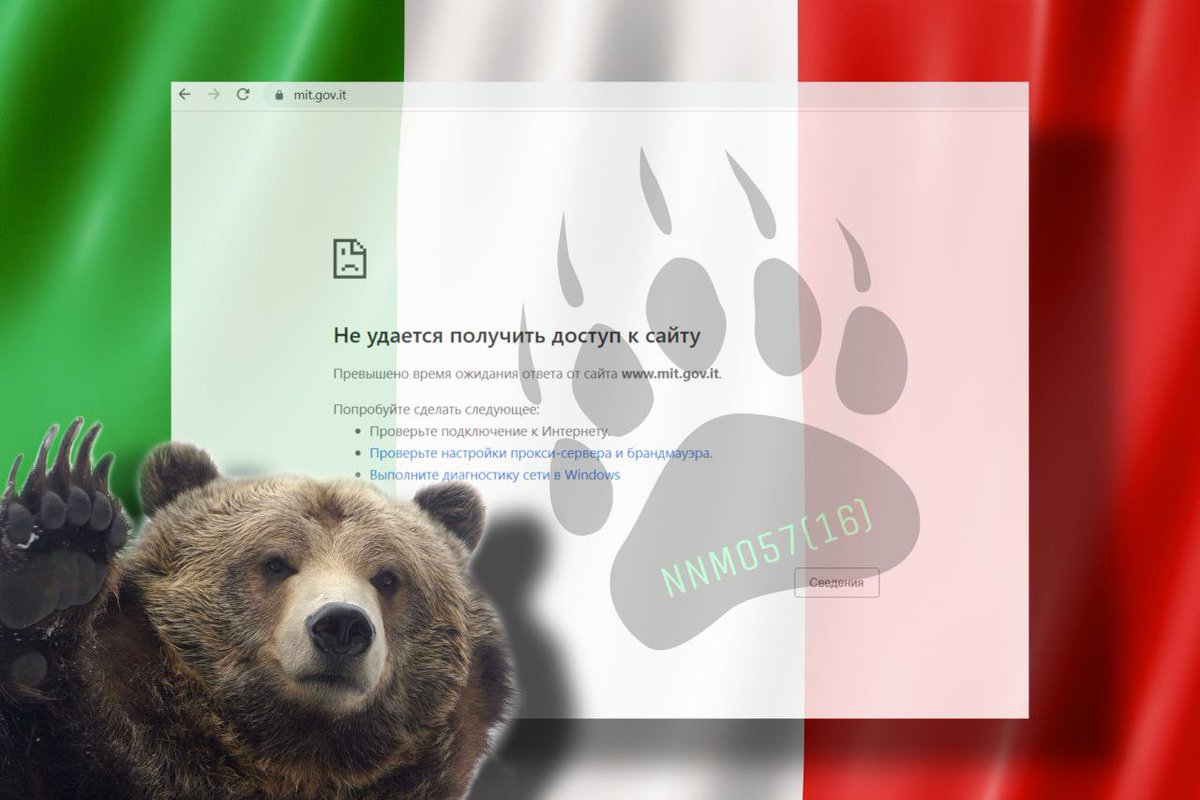 mit.gov.it
Не удается получить доступ к сайту
Превышено время ожидания ответа от сайта www.mit.gov.it.
Попробуйте сделать следующее:
• Проверьте подключение к Интернету.
• Проверьте настройки прокси-сервера и брандмауэра.
• Выполните диагностику сети в Windows
NNM057(16)
Сведения